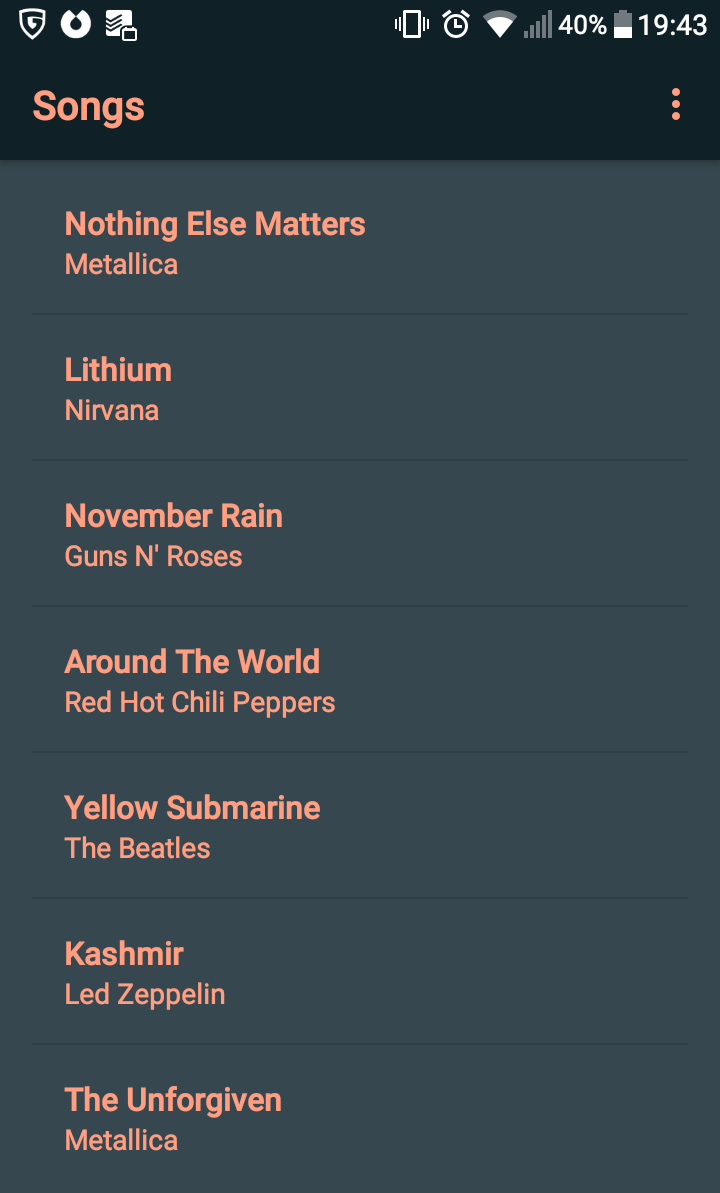 40% 19:43
Songs
Nothing Else Matters
Metallica
Lithium
Nirvana
November Rain
Guns N' Roses
Around The World
Red Hot Chili Peppers
Yellow Submarine
The Beatles
Kashmir
Led Zeppelin
The Unforgiven
Metallica